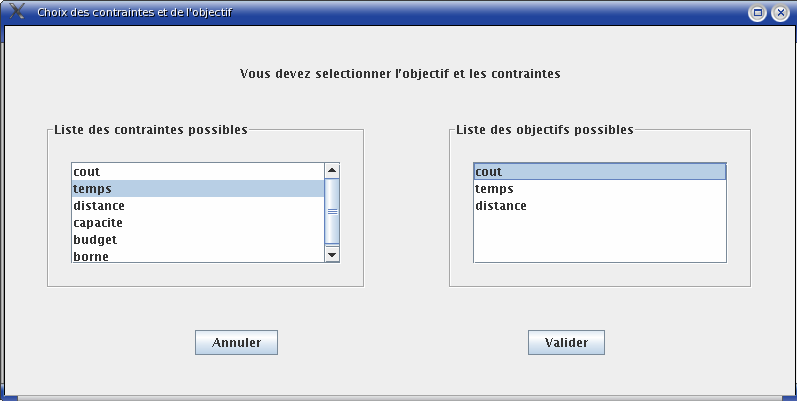 Choix des contraintes et de l'objectif
Vous devez selectionner l'objectif et les contraintes
Liste des contraintes possibles
cout
temps
distance
capacite
budget
borne
Liste des objectifs possibles
cout
temps
distance
Annuler
Valider